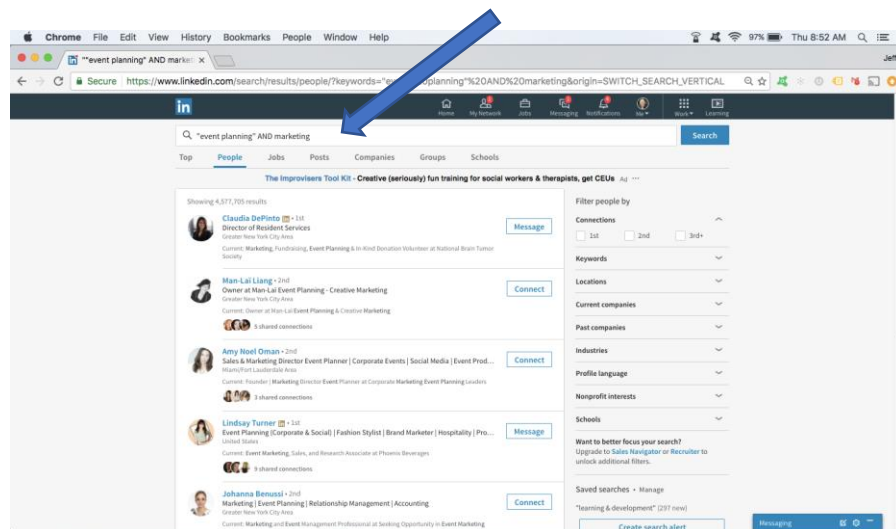 Chrome File Edit View History Bookmarks People Window Help 97% Thu 8:52 AM
""event planning" AND market × Jeff
Secure https://www.linkedin.com/search/results/people/?keywords="ev planning"%20AND%20marketing&origin=SWITCH_SEARCH_VERTICAL
in Home My Network Jobs Messaging Notifications Me Work Learning
"event planning" AND marketing Search
Top People Jobs Posts Companies Groups Schools
The Improvisers Tool Kit - Creative (seriously) fun training for social workers & therapists, get CEUs Ad ...
Showing 4,577,705 results
Claudia DePinto in • 1st
Director of Resident Services
Greater New York City Area
Current: Marketing, Fundraising, Event Planning & In-Kind Donation Volunteer at National Brain Tumor
Society
Message
Man-Lai Liang • 2nd
Owner at Man-Lai Event Planning - Creative Marketing
Greater New York City Area
Current: Owner at Man-Lai Event Planning & Creative Marketing
5 shared connections
Connect
Amy Noel Oman • 2nd
Sales & Marketing Director Event Planner | Corporate Events | Social Media | Event Prod...
Miami/Fort Lauderdale Area
Current: Founder | Marketing Director Event Planner at Corporate Marketing Event Planning Leaders
3 shared connections
Connect
Lindsay Turner in • 1st
Event Planning (Corporate & Social) | Fashion Stylist | Brand Marketer | Hospitality | Pro...
United States
Current: Event Marketing, Sales, and Research Associate at Phoenix Beverages
9 shared connections
Message
Johanna Benussi • 2nd
Marketing | Event Planning | Relationship Management | Accounting
Greater New York City Area
Current: Marketing and Event Management Professional at Seeking Opportunity in Event Marketing
Connect
Filter people by
Connections
1st 2nd 3rd+
Keywords
Locations
Current companies
Past companies
Industries
Profile language
Nonprofit interests
Schools
Want to better focus your search?
Upgrade to Sales Navigator or Recruiter to
unlock additional filters.
Saved searches • Manage
"learning & development" (297 new)
Create search alert
Messaging